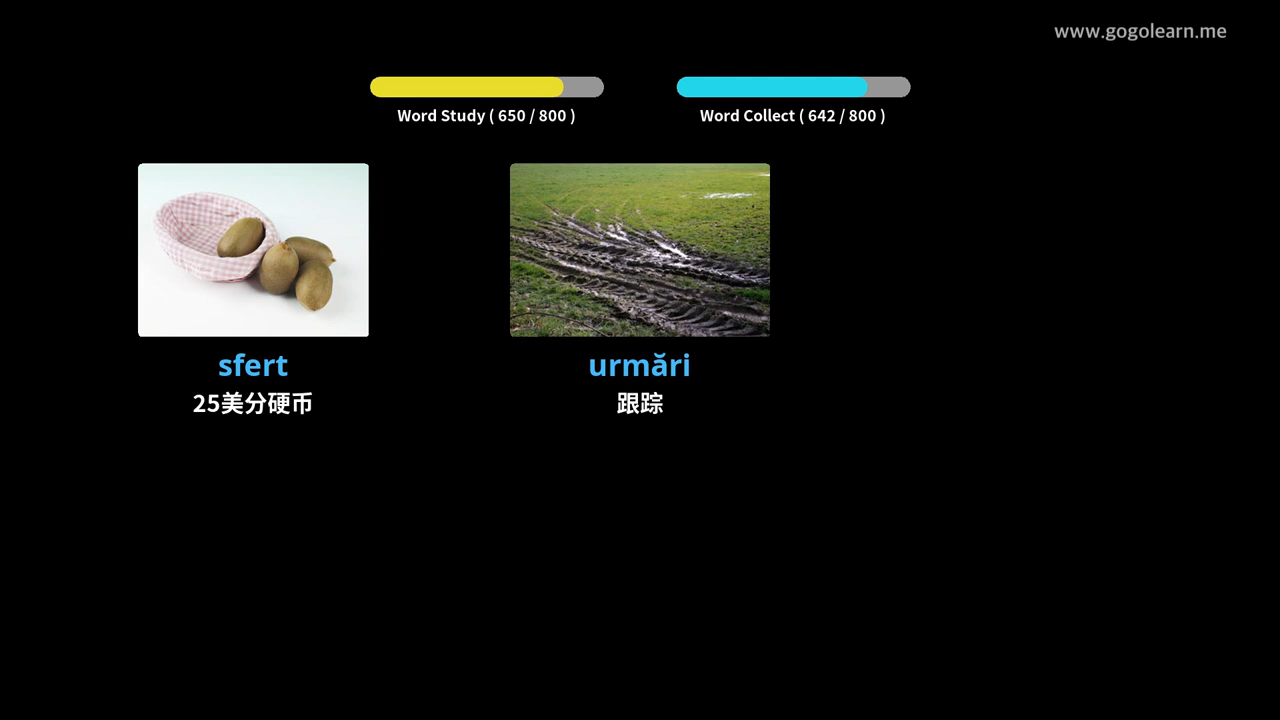 www.gogolearn.me
Word Study ( 650 / 800 )
Word Collect ( 642 / 800 )
sfert
25美分硬币
urmări
跟踪